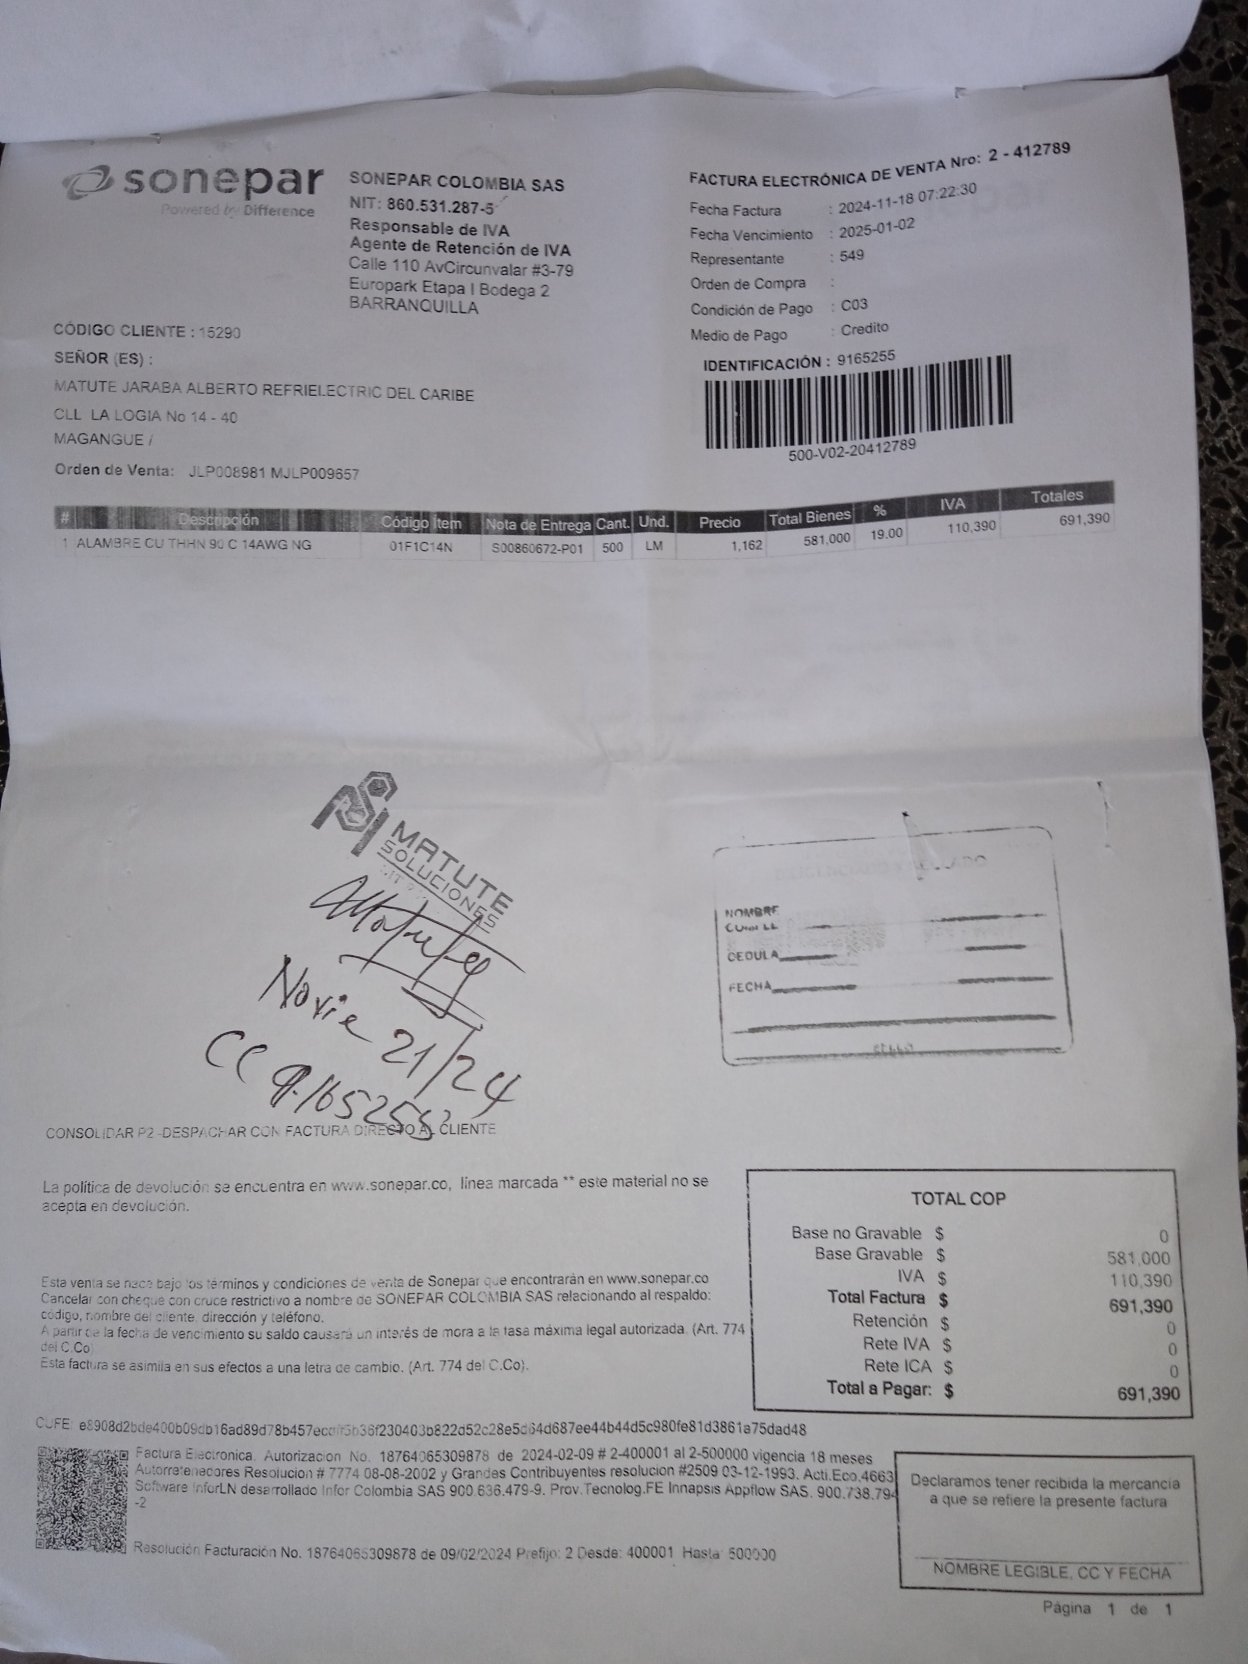 sonepar
Powered by Difference
SONEPAR COLOMBIA SAS
NIT: 860.531.287-5
Responsable de IVA
Agente de Retención de IVA
Calle 110 AvCircunvalar #3-79
Europark Etapa I Bodega 2
BARRANQUILLA
FACTURA ELECTRÓNICA DE VENTA Nro: 2 - 412789
Fecha Factura : 2024-11-18 07:22:30
Fecha Vencimiento : 2025-01-02
Representante : 549
Orden de Compra :
Condición de Pago : C03
Medio de Pago : Credito
IDENTIFICACIÓN : 9165255
500-V02-20412789
CÓDIGO CLIENTE : 15290
SEÑOR (ES) :
MATUTE JARABA ALBERTO REFRIELECTRIC DEL CARIBE
CLL LA LOGIA No 14 - 40
MAGANGUE /
Orden de Venta: JLP008981 MJLP009657
# Descripción Código Item Nota de Entrega Cant. Und. Precio Total Bienes % IVA Totales
1 ALAMBRE CU THHN 90 C 14AWG NG 01F1C14N S00860672-P01 500 LM 1,162 581,000 19.00 110,390 691,390
MATUTE
SOLUCIONES
Novie 21/24
CC 9.165255
NOMBRE
CEDULA
FECHA
CONSOLIDAR P2 -DESPACHAR CON FACTURA DIRECTO AL CLIENTE
La política de devolución se encuentra en www.sonepar.co, línea marcada ** este material no se
acepta en devolución.
Esta venta se hace bajo los términos y condiciones de venta de Sonepar que encontrarán en www.sonepar.co
Cancelar con cheque con cruce restrictivo a nombre de SONEPAR COLOMBIA SAS relacionando al respaldo:
código, nombre del cliente, dirección y teléfono.
A partir de la fecha de vencimiento su saldo causará un interés de mora a la tasa máxima legal autorizada. (Art. 774
del C.Co)
Esta factura se asimila en sus efectos a una letra de cambio. (Art. 774 del C.Co).
TOTAL COP
Base no Gravable $ 0
Base Gravable $ 581,000
IVA $ 110,390
Total Factura $ 691,390
Retención $ 0
Rete IVA $ 0
Rete ICA $ 0
Total a Pagar: $ 691,390
CUFE:
Factura Electronica. Autorizacion No. 18764065309878 de 2024-02-09 # 2-400001 al 2-500000 vigencia 18 meses
Autorretenedores Resolucion # 7774 08-08-2002 y Grandes Contribuyentes resolucion #2509 03-12-1993. Acti.Eco.4663
Software InforLN desarrollado Infor Colombia SAS 900.636.479-9. Prov.Tecnolog.FE Innapsis Appflow SAS. 900.738.794
-2
Resolución Facturación No. 18764065309878 de 09/02/2024 Prefijo: 2 Desde: 400001 Hasta: 500000
Declaramos tener recibida la mercancia
a que se refiere la presente factura
NOMBRE LEGIBLE, CC Y FECHA
Página 1 de 1